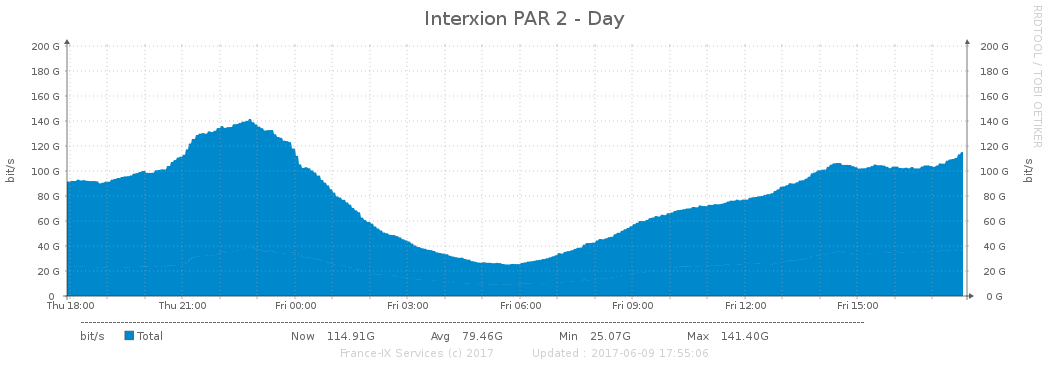 Interxion PAR 2 - Day
RRDTOOL / TOBI OETIKER
bit/s
200 G 200 G
180 G 180 G
160 G 160 G
140 G 140 G
120 G 120 G
100 G 100 G
80 G 80 G
60 G 60 G
40 G 40 G
20 G 20 G
0 0 G
bit/s
Thu 18:00 Thu 21:00 Fri 00:00 Fri 03:00 Fri 06:00 Fri 09:00 Fri 12:00 Fri 15:00
bit/s Total Now 114.91G Avg 79.46G Min 25.07G Max 141.40G
France-IX Services (c) 2017 Updated : 2017-06-09 17:55:06